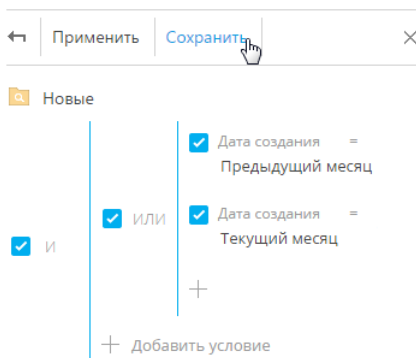 Применить Сохранить
Новые
Дата создания =
Предыдущий месяц
ИЛИ
Дата создания =
Текущий месяц
И
Добавить условие